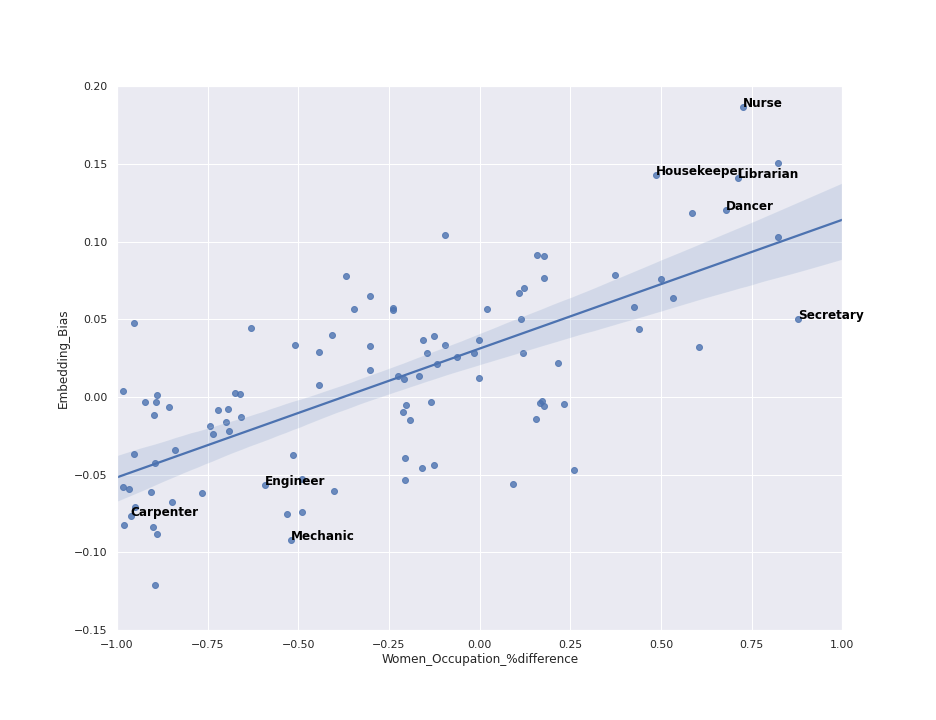 0.20
Nurse
0.15
Housekeeper
Librarian
Dancer
0.10
0.05
Secretary
0.00
Embedding_Bias
−0.05
Engineer
Carpenter
Mechanic
−0.10
−0.15
−1.00 −0.75 −0.50 −0.25 0.00 0.25 0.50 0.75 1.00
Women_Occupation_%difference